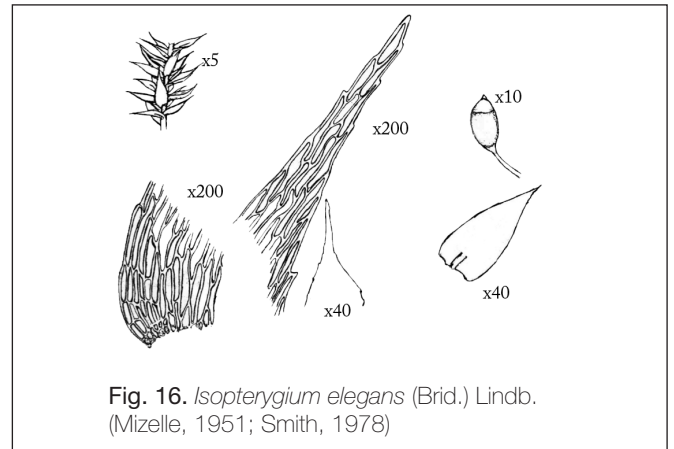 x5
x200
x10
x200
x40
x40
Fig. 16. Isopterygium elegans (Brid.) Lindb.
(Mizelle, 1951; Smith, 1978)